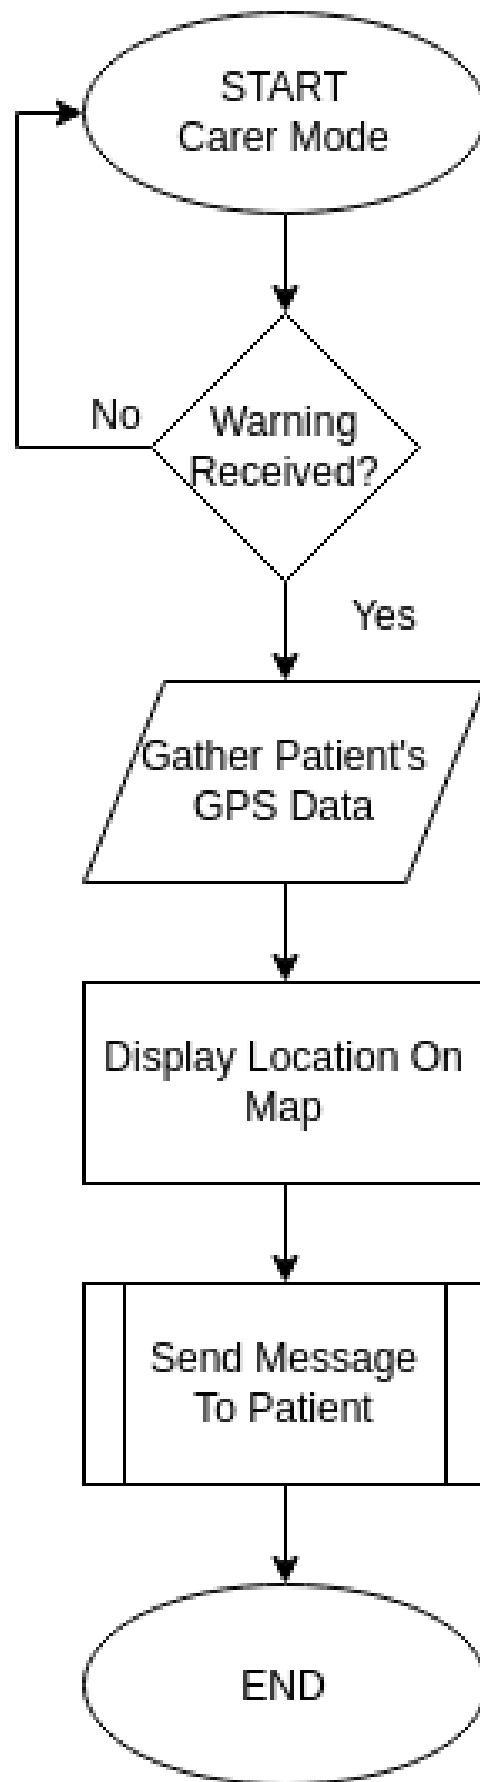 START
Carer Mode
No
Warning
Received?
Yes
Gather Patient's
GPS Data
Display Location On
Map
Send Message
To Patient
END